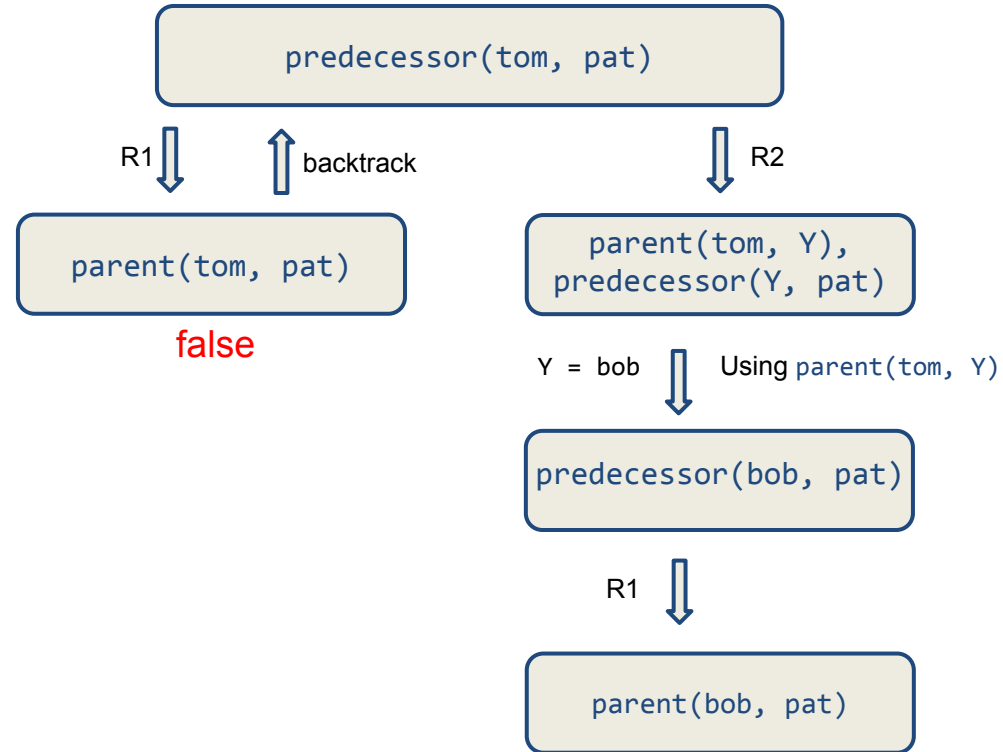 predecessor(tom, pat)
R1
backtrack
R2
parent(tom, pat)
false
parent(tom, Y),
predecessor(Y, pat)
Y = bob
Using parent(tom, Y)
predecessor(bob, pat)
R1
parent(bob, pat)